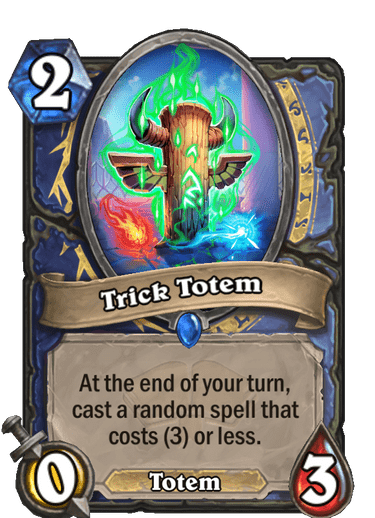 2
Trick Totem
At the end of your turn,
cast a random spell that
costs (3) or less.
0
Totem
3